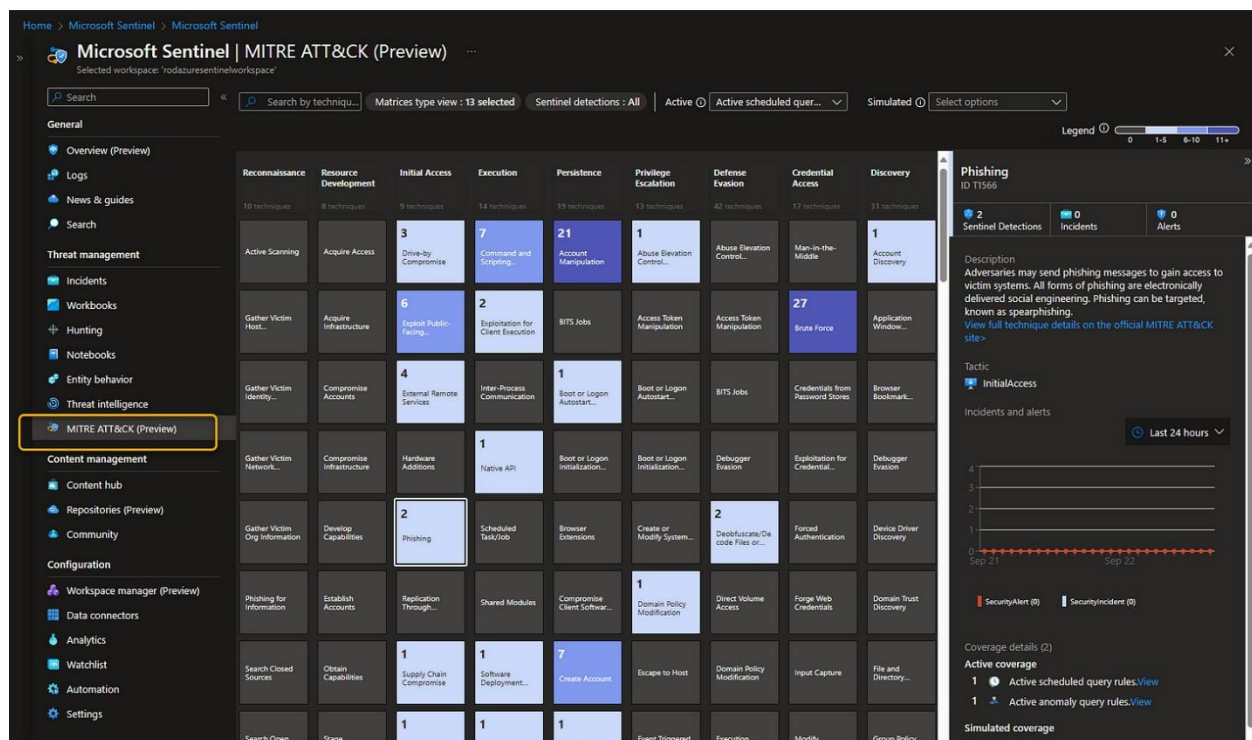 Home > Microsoft Sentinel > Microsoft Sentinel
Microsoft Sentinel | MITRE ATT&CK (Preview) ...
Selected workspace: 'rodazuresentinelworkspace'
Search
General
Overview (Preview)
Logs
News & guides
Search
Threat management
Incidents
Workbooks
Hunting
Notebooks
Entity behavior
Threat intelligence
MITRE ATT&CK (Preview)
Content management
Content hub
Repositories (Preview)
Community
Configuration
Workspace manager (Preview)
Data connectors
Analytics
Watchlist
Automation
Settings
Search by techniqu...
Matrices type view : 13 selected
Sentinel detections : All
Active
Active scheduled quer...
Simulated
Select options
Legend
0 1-5 6-10 11+
Reconnaissance
10 techniques
Active Scanning
Gather Victim
Host...
Gather Victim
Identity...
Gather Victim
Network...
Gather Victim
Org Information
Phishing for
Information
Search Closed
Sources
Search Open
Resource
Development
8 techniques
Acquire Access
Acquire
Infrastructure
Compromise
Accounts
Compromise
Infrastructure
Develop
Capabilities
Establish
Accounts
Obtain
Capabilities
Stage
Initial Access
9 techniques
3
Drive-by
Compromise
6
Exploit Public-
Facing...
4
External Remote
Services
Hardware
Additions
2
Phishing
Replication
Through...
1
Supply Chain
Compromise
1
Execution
14 techniques
7
Command and
Scripting...
2
Exploitation for
Client Execution
Inter-Process
Communication
1
Native API
Scheduled
Task/Job
Shared Modules
1
Software
Deployment...
1
Persistence
19 techniques
21
Account
Manipulation
BITS Jobs
1
Boot or Logon
Autostart...
Boot or Logon
Initialization...
Browser
Extensions
Compromise
Client Softwar...
7
Create Account
1
Privilege
Escalation
13 techniques
1
Abuse Elevation
Control...
Access Token
Manipulation
Boot or Logon
Autostart...
Boot or Logon
Initialization...
Create or
Modify System...
1
Domain Policy
Modification
Escape to Host
Event Triggered
Defense
Evasion
42 techniques
Abuse Elevation
Control...
Access Token
Manipulation
BITS Jobs
Debugger
Evasion
2
Deobfuscate/De
code Files or...
Direct Volume
Access
Domain Policy
Modification
Execution
Credential
Access
17 techniques
Man-in-the-
Middle
27
Brute Force
Credentials from
Password Stores
Exploitation for
Credential...
Forced
Authentication
Forge Web
Credentials
Input Capture
Modify
Discovery
31 techniques
1
Account
Discovery
Application
Window...
Browser
Bookmark...
Debugger
Evasion
Device Driver
Discovery
Domain Trust
Discovery
File and
Directory...
Group Policy
Phishing
ID T1566
2
Sentinel Detections
0
Incidents
0
Alerts
Description
Adversaries may send phishing messages to gain access to
victim systems. All forms of phishing are electronically
delivered social engineering. Phishing can be targeted,
known as spearphishing.
View full technique details on the official MITRE ATT&CK
site>
Tactic
InitialAccess
Incidents and alerts
Last 24 hours
4
3
2
1
0
Sep 21 Sep 22
SecurityAlert (0) SecurityIncident (0)
Coverage details (2)
Active coverage
1 Active scheduled query rules.View
1 Active anomaly query rules.View
Simulated coverage